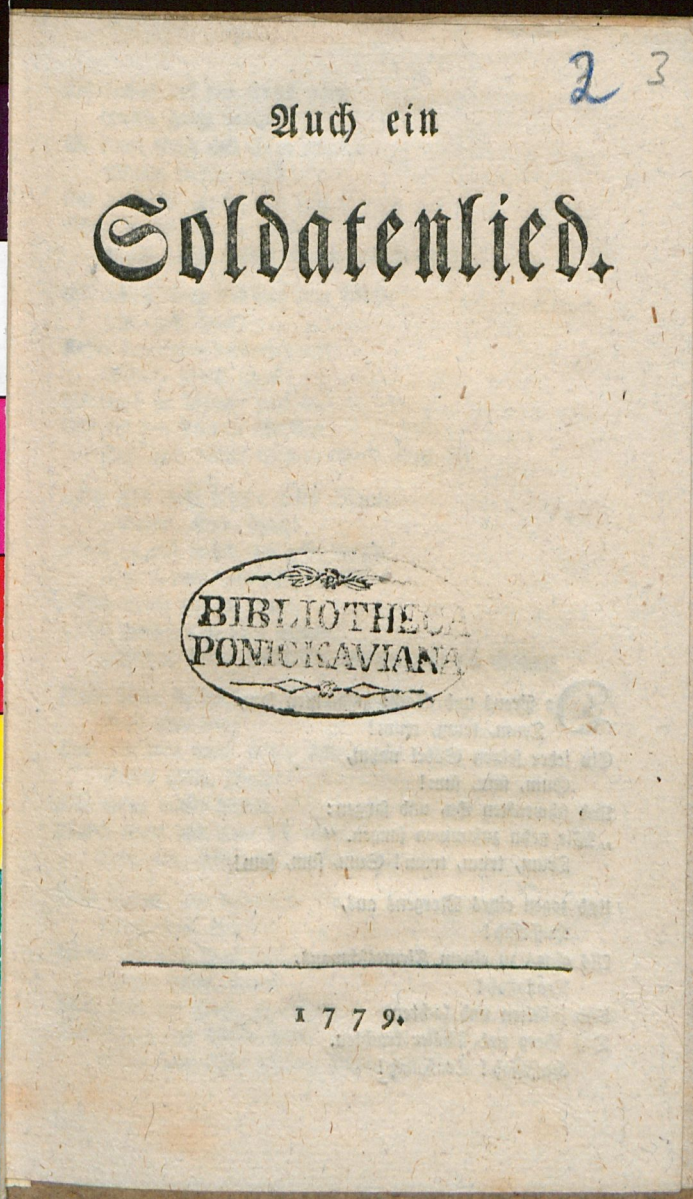 2 3
Auch ein
Soldatenlied.
BIBLIOTHECA
PONICKAVIANA
1779.